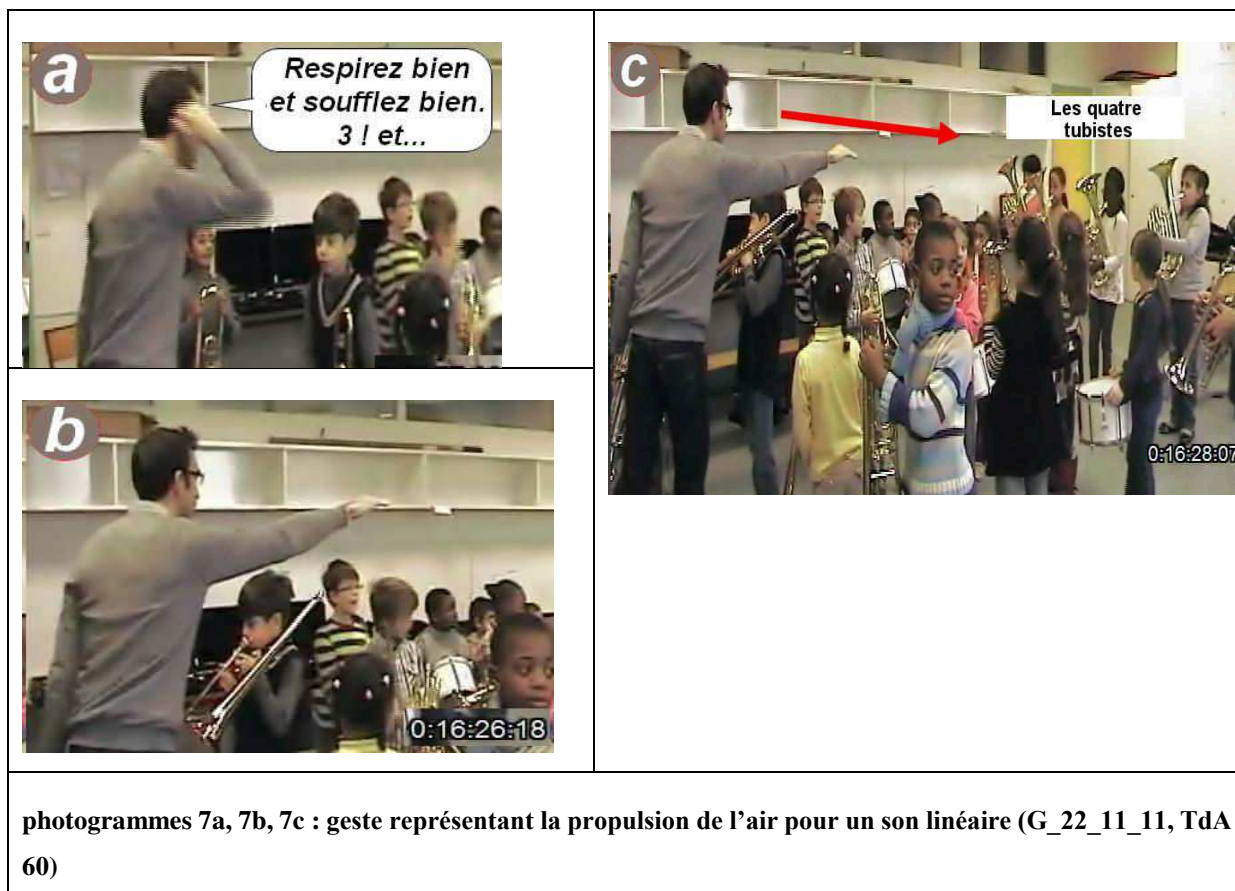 a
Respirez bien
et soufflez bien.
3 ! et...
b
0:16:26:18
c
Les quatre
tubistes
0:16:28:07
photogrammes 7a, 7b, 7c : geste représentant la propulsion de l’air pour un son linéaire (G_22_11_11, TdA
60)